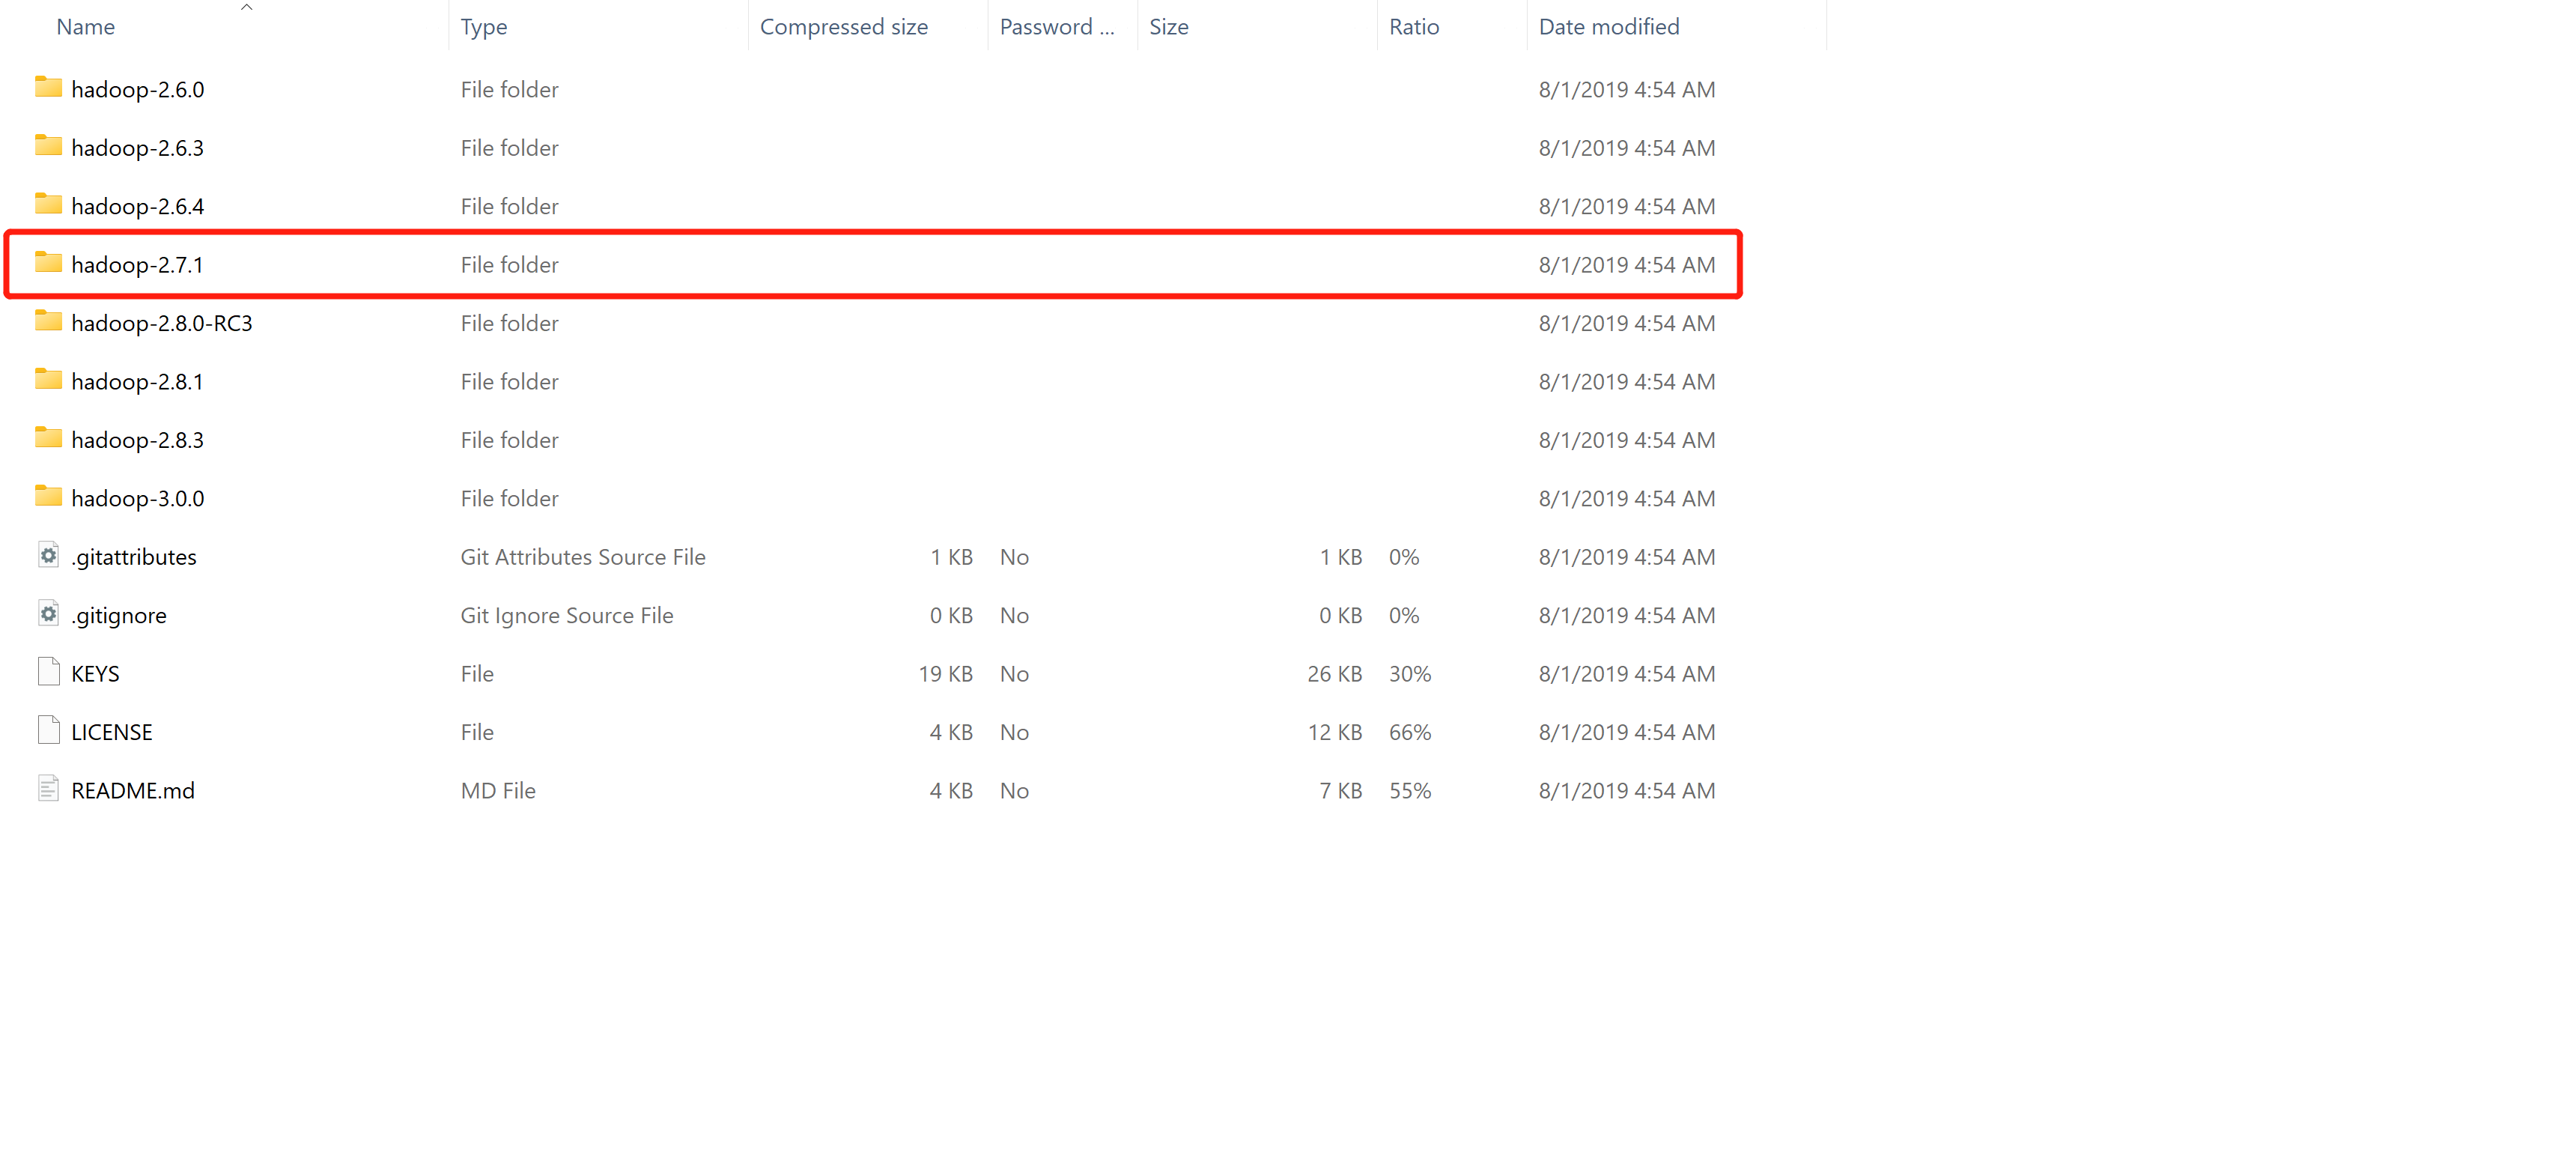 Name Type Compressed size Password ... Size Ratio Date modified
hadoop-2.6.0 File folder 8/1/2019 4:54 AM
hadoop-2.6.3 File folder 8/1/2019 4:54 AM
hadoop-2.6.4 File folder 8/1/2019 4:54 AM
hadoop-2.7.1 File folder 8/1/2019 4:54 AM
hadoop-2.8.0-RC3 File folder 8/1/2019 4:54 AM
hadoop-2.8.1 File folder 8/1/2019 4:54 AM
hadoop-2.8.3 File folder 8/1/2019 4:54 AM
hadoop-3.0.0 File folder 8/1/2019 4:54 AM
.gitattributes Git Attributes Source File 1 KB No 1 KB 0% 8/1/2019 4:54 AM
.gitignore Git Ignore Source File 0 KB No 0 KB 0% 8/1/2019 4:54 AM
KEYS File 19 KB No 26 KB 30% 8/1/2019 4:54 AM
LICENSE File 4 KB No 12 KB 66% 8/1/2019 4:54 AM
README.md MD File 4 KB No 7 KB 55% 8/1/2019 4:54 AM